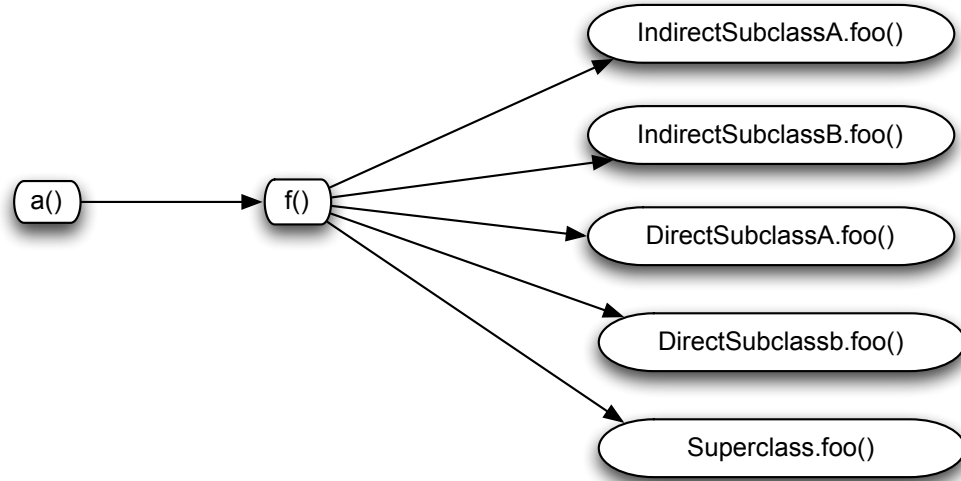 IndirectSubclassA.foo()
IndirectSubclassB.foo()
a()
f()
DirectSubclassA.foo()
DirectSubclassb.foo()
Superclass.foo()